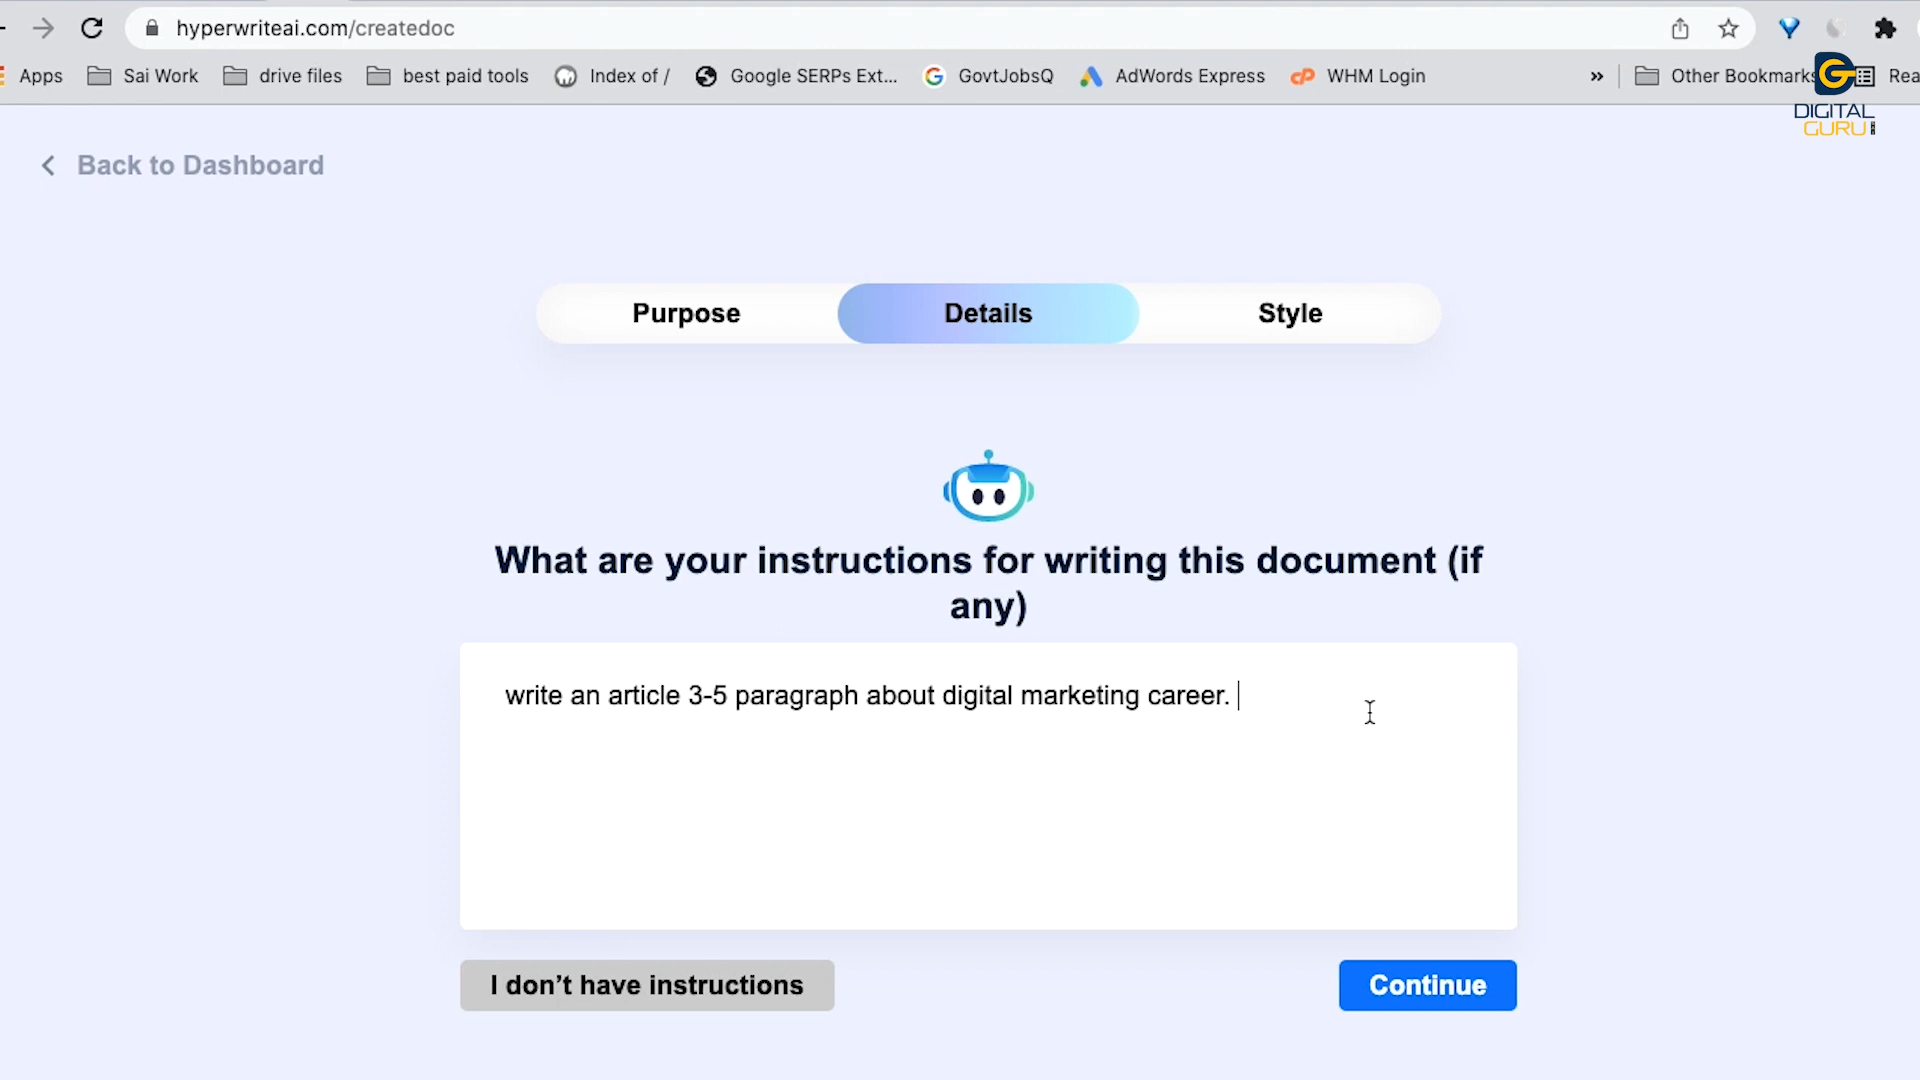 hyperwriteai.com/createdoc
Apps Sai Work drive files best paid tools Index of / Google SERPs Ext... GovtJobsQ AdWords Express WHM Login » Other Bookmarks Rea
DIGITAL
GURU
Back to Dashboard
Purpose Details Style
What are your instructions for writing this document (if
any)
write an article 3-5 paragraph about digital marketing career.
I don’t have instructions Continue